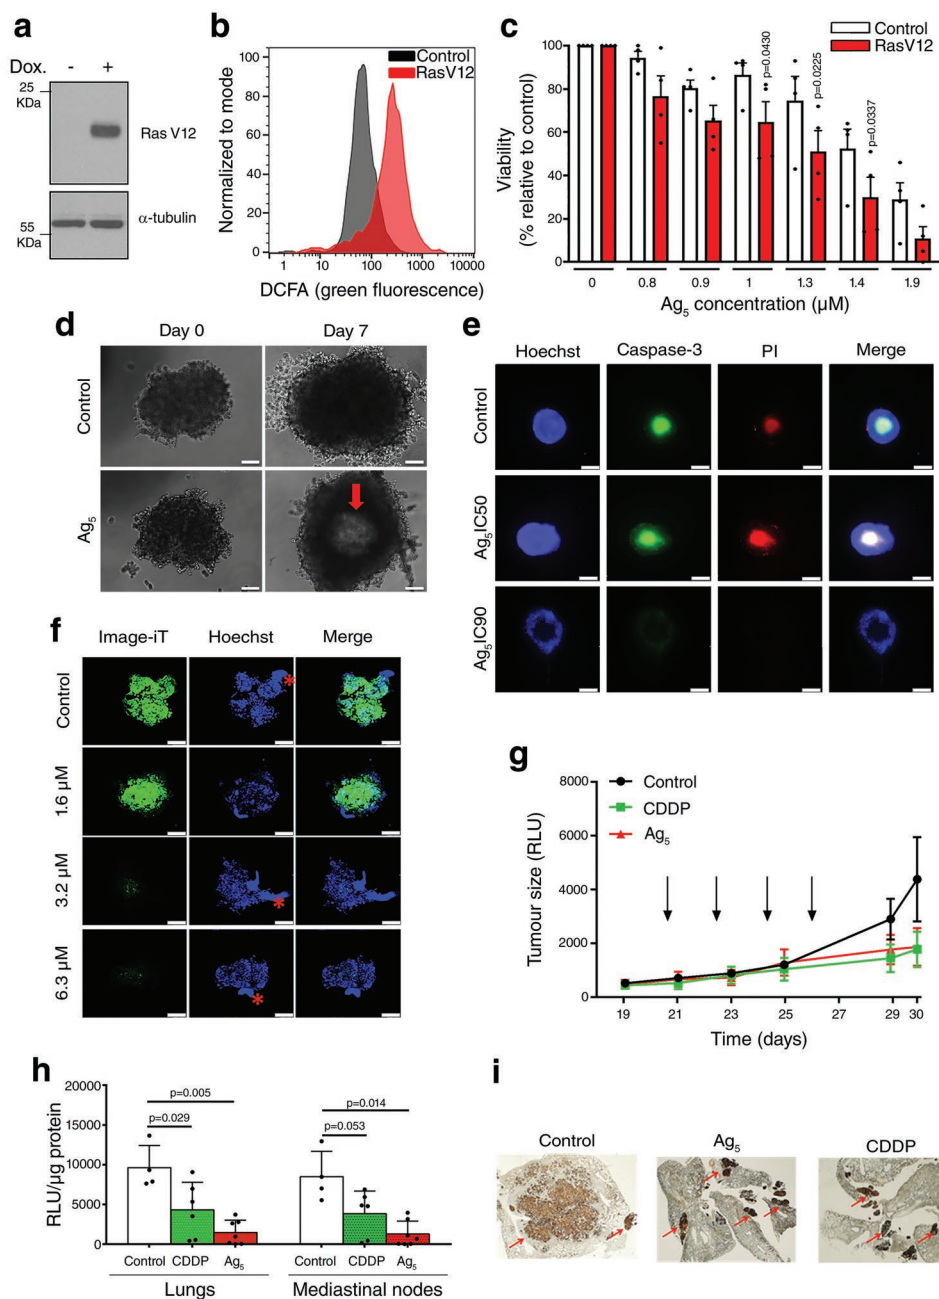 a
Dox. - +
25
KDa
Ras V12
α-tubulin
55
KDa
b
Control
RasV12
Normalized to mode
100
80
60
40
20
0
1 10 100 1000 10000
DCFA (green fluorescence)
c
Control
RasV12
Viability
(% relative to control)
100
80
60
40
20
0
p=0.0430
p=0.0225
p=0.0337
0 0.8 0.9 1 1.3 1.4 1.9
Ag5 concentration (µM)
d
Day 0 Day 7
Control
Ag5
e
Hoechst Caspase-3 PI Merge
Control
Ag5IC50
Ag5IC90
f
Image-iT Hoechst Merge
Control
*
1.6 µM
3.2 µM
*
6.3 µM
*
g
Control
CDDP
Ag5
Tumour size (RLU)
8000
6000
4000
2000
0
19 21 23 25 27 29 30
Time (days)
h
RLU/µg protein
20000
15000
10000
5000
0
p=0.005
p=0.029
p=0.014
p=0.053
Control CDDP Ag5 Control CDDP Ag5
Lungs Mediastinal nodes
i
Control Ag5 CDDP